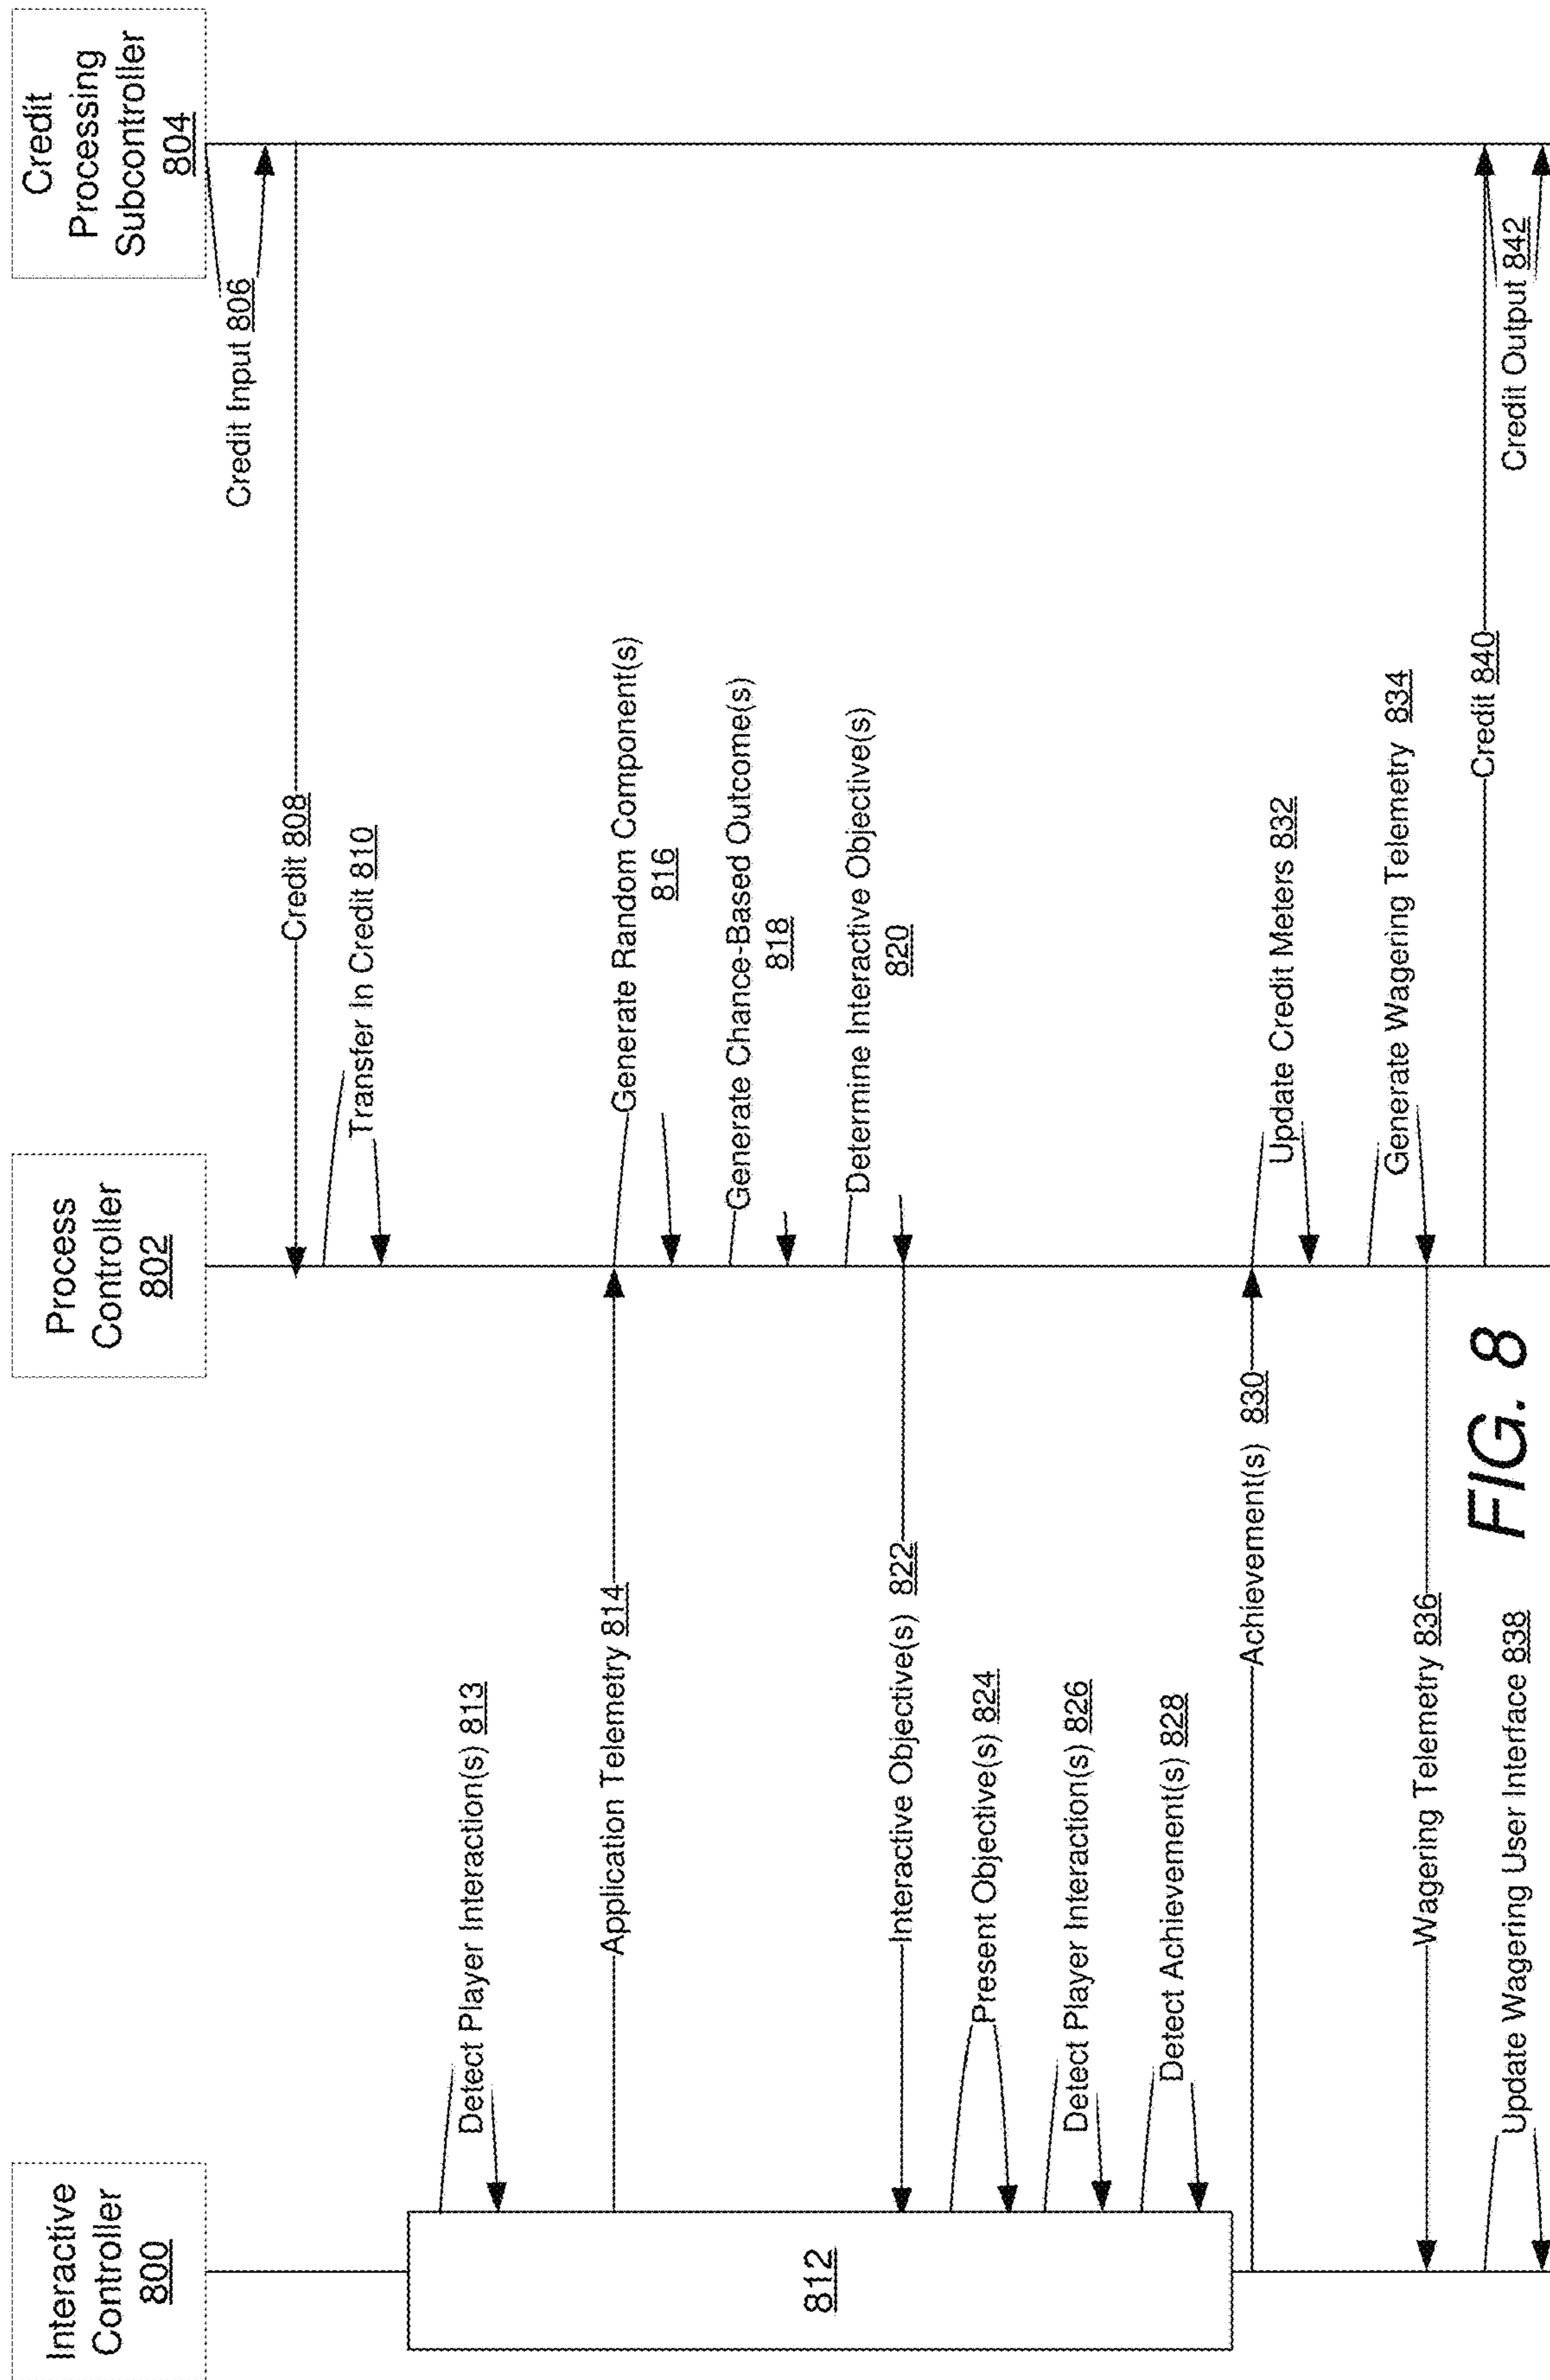 Interactive
Controller
800
Process
Controller
802
Credit
Processing
Subcontroller
804
Credit Input 806
Credit 808
Transfer In Credit 810
812
Detect Player Interaction(s) 813
Application Telemetry 814
Generate Random Component(s)
816
Generate Chance-Based Outcome(s)
818
Determine Interactive Objective(s)
820
Interactive Objective(s) 822
Present Objective(s) 824
Detect Player Interaction(s) 826
Detect Achievement(s) 828
Achievement(s) 830
Update Credit Meters 832
Generate Wagering Telemetry 834
Wagering Telemetry 836
Update Wagering User Interface 838
Credit 840
Credit Output 842
FIG. 8